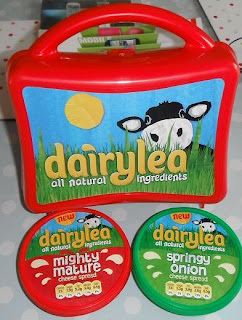 dairylea
all natural ingredients
new
dairylea
all natural ingredients
mighty
mature
cheese spread
new
dairylea
all natural ingredients
springy
onion
cheese spread